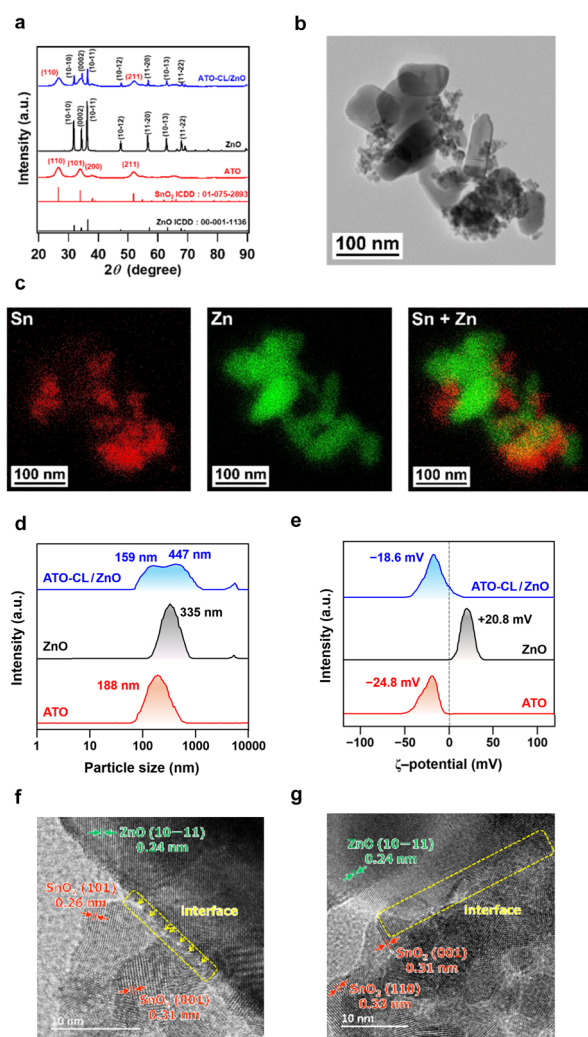 a
(110)
(10-10)
(0002)
(10-11)
(10-12)
(211)
(11-20)
(10-13)
(11-22)
ATO-CL/ZnO
(10-10)
(0002)
(10-11)
(10-12)
(11-20)
(10-13)
(11-22)
ZnO
(110)
(101)
(200)
(211)
ATO
SnO2 ICDD : 01-075-2893
ZnO ICDD : 00-001-1136
Intensity (a.u.)
20 30 40 50 60 70 80 90
2θ (degree)
b
100 nm
c
Sn
100 nm
Zn
100 nm
Sn + Zn
100 nm
d
159 nm
447 nm
ATO-CL/ZnO
335 nm
ZnO
188 nm
ATO
Intensity (a.u.)
1 10 100 1000 10000
Particle size (nm)
e
−18.6 mV
ATO-CL/ZnO
+20.8 mV
ZnO
−24.8 mV
ATO
Intensity (a.u.)
−100 −50 0 50 100
ζ–potential (mV)
f
ZnO (10−11)
0.24 nm
SnO2 (101)
0.26 nm
Interface
SnO2 (001)
0.31 nm
10 nm
g
ZnO (10−11)
0.24 nm
Interface
SnO2 (001)
0.31 nm
SnO2 (110)
0.33 nm
10 nm